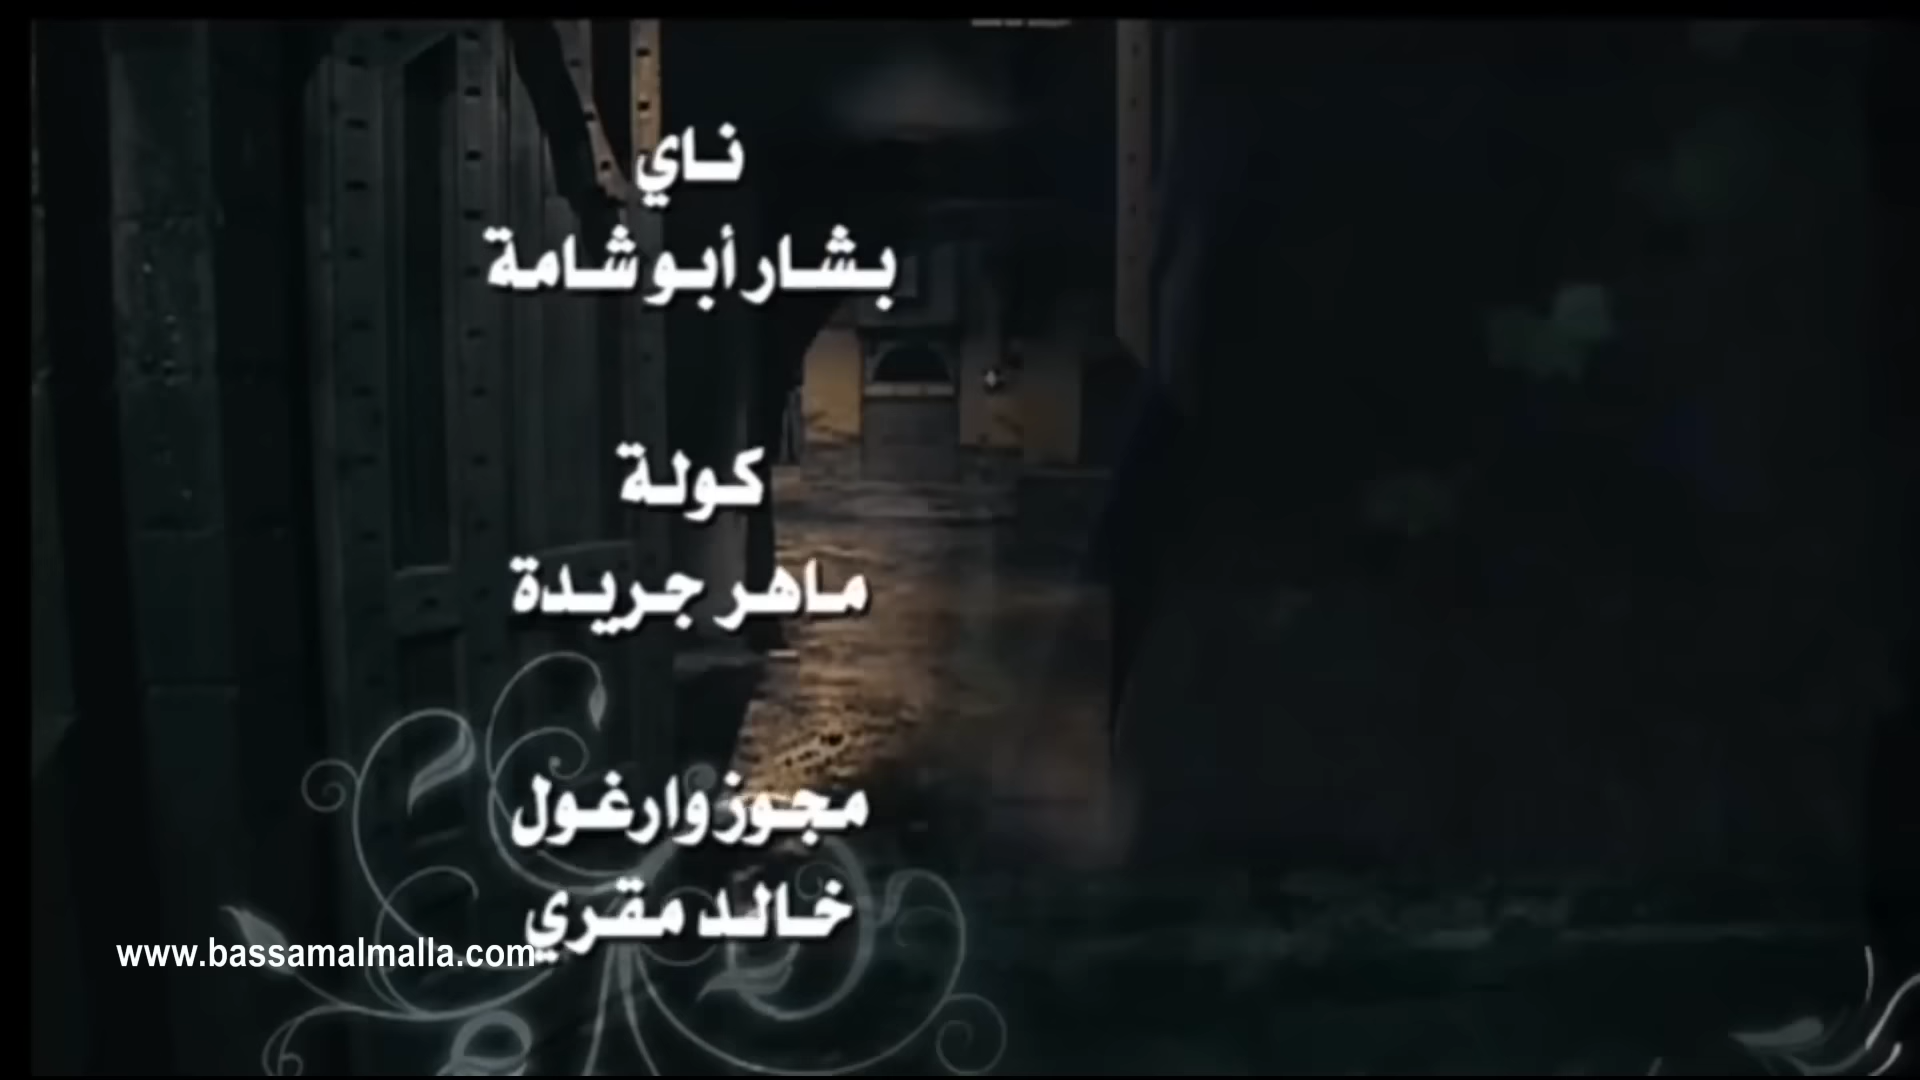 ناي
بشار أبو شامة
كولة
ماهر جريدة
مجوز وارغول
خالد مقري
www.bassamalmalla.com